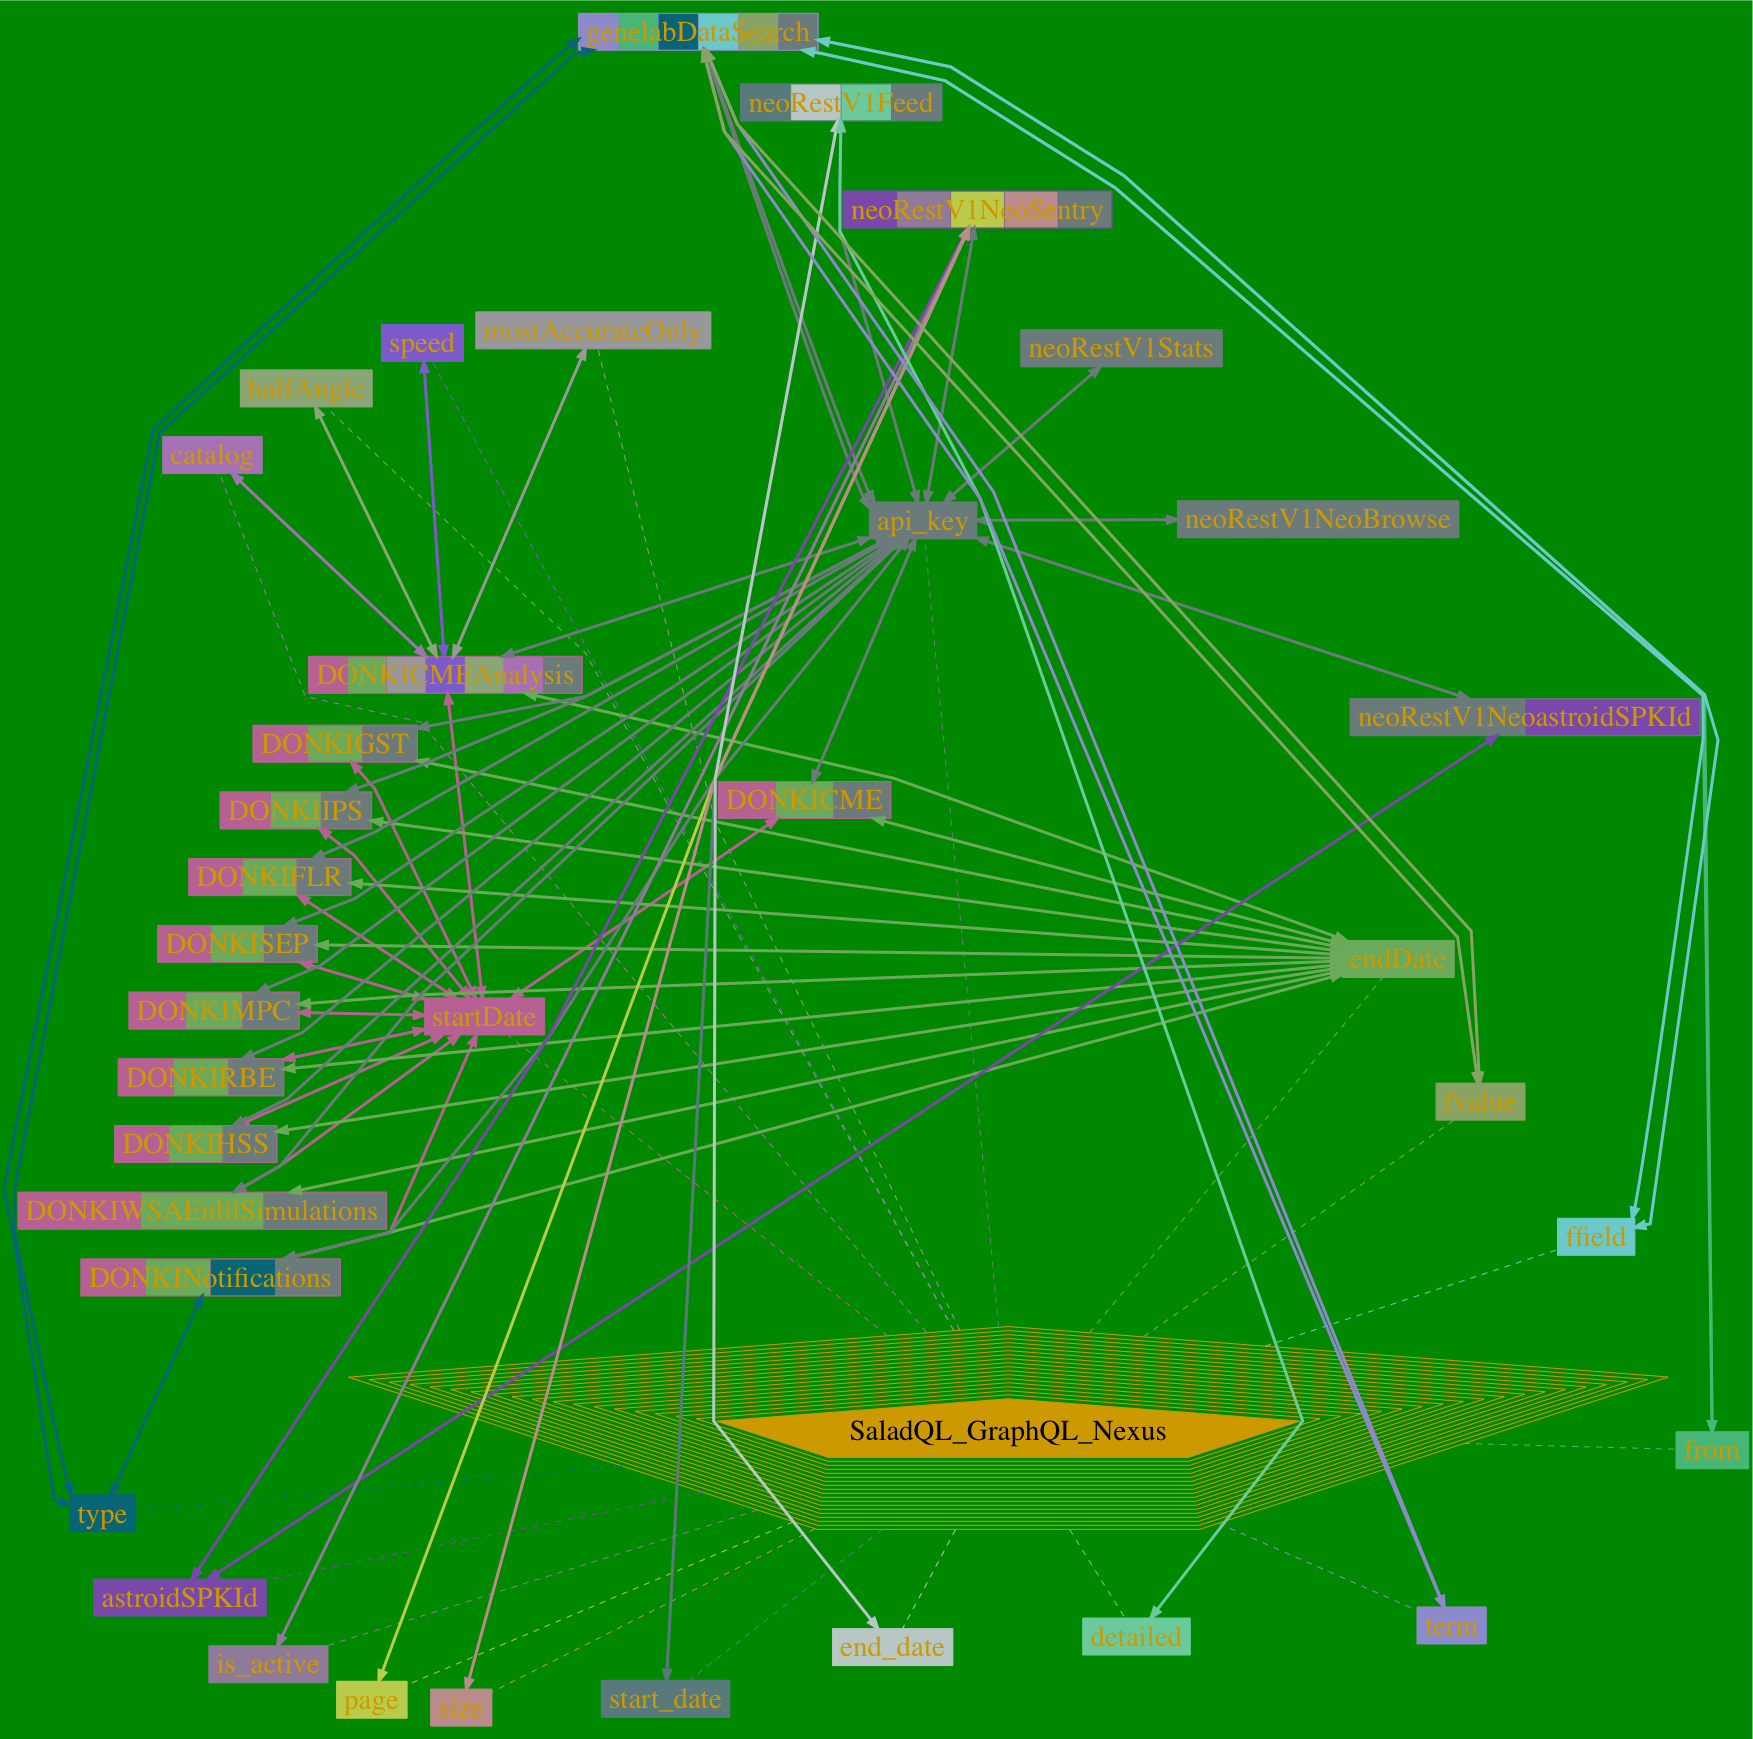 genelabDataSearch
neoRestV1Feed
neoRestV1NeoSentry
mostAccurateOnly
speed
neoRestV1Stats
halfAngle
catalog
api_key
neoRestV1NeoBrowse
DONKICMEAnalysis
neoRestV1NeoastroidSPKId
DONKIGST
DONKICME
DONKIIPS
DONKIFLR
DONKISEP
endDate
DONKIMPC
startDate
DONKIRBE
fvalue
DONKIHSS
DONKIWSAEnlilSimulations
ffield
DONKINotifications
SaladQL_GraphQL_Nexus
from
type
astroidSPKId
term
detailed
end_date
is_active
start_date
page
size